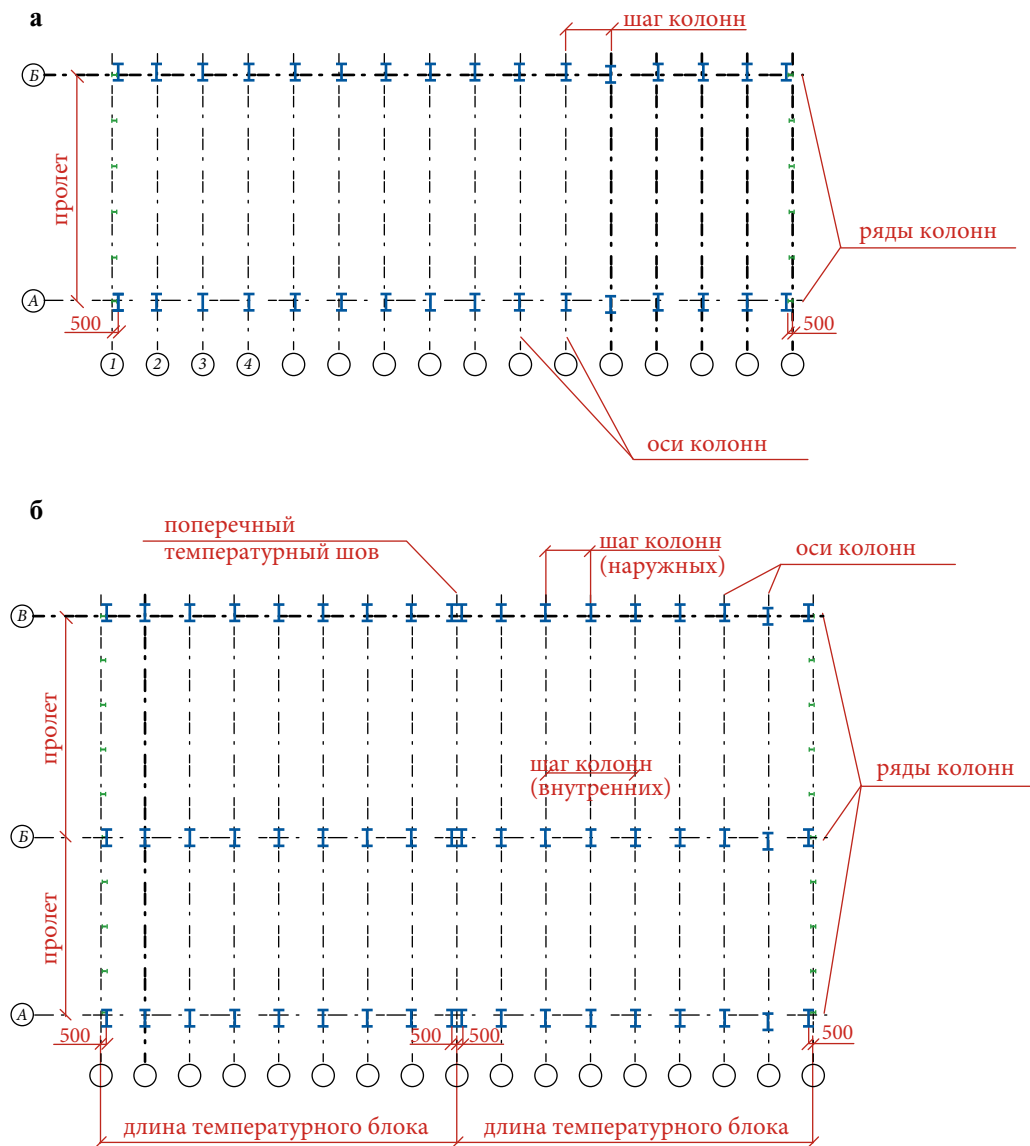 а
шаг колонн
Б
пролет
ряды колонн
А
500
500
1
2
3
4
оси колонн
б
поперечный
температурный шов
шаг колонн
(наружных)
оси колонн
В
пролет
шаг колонн
(внутренних)
ряды колонн
Б
пролет
А
500
500
500
500
длина температурного блока
длина температурного блока